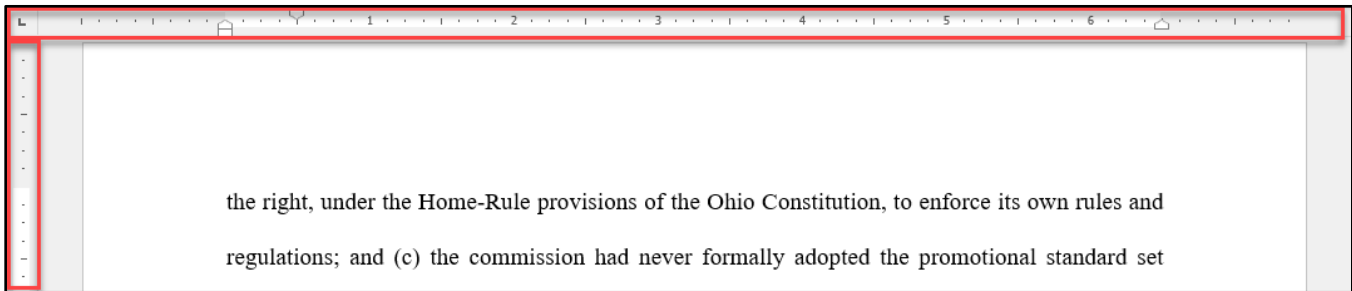 1 2 3 4 5 6
the right, under the Home-Rule provisions of the Ohio Constitution, to enforce its own rules and
regulations; and (c) the commission had never formally adopted the promotional standard set